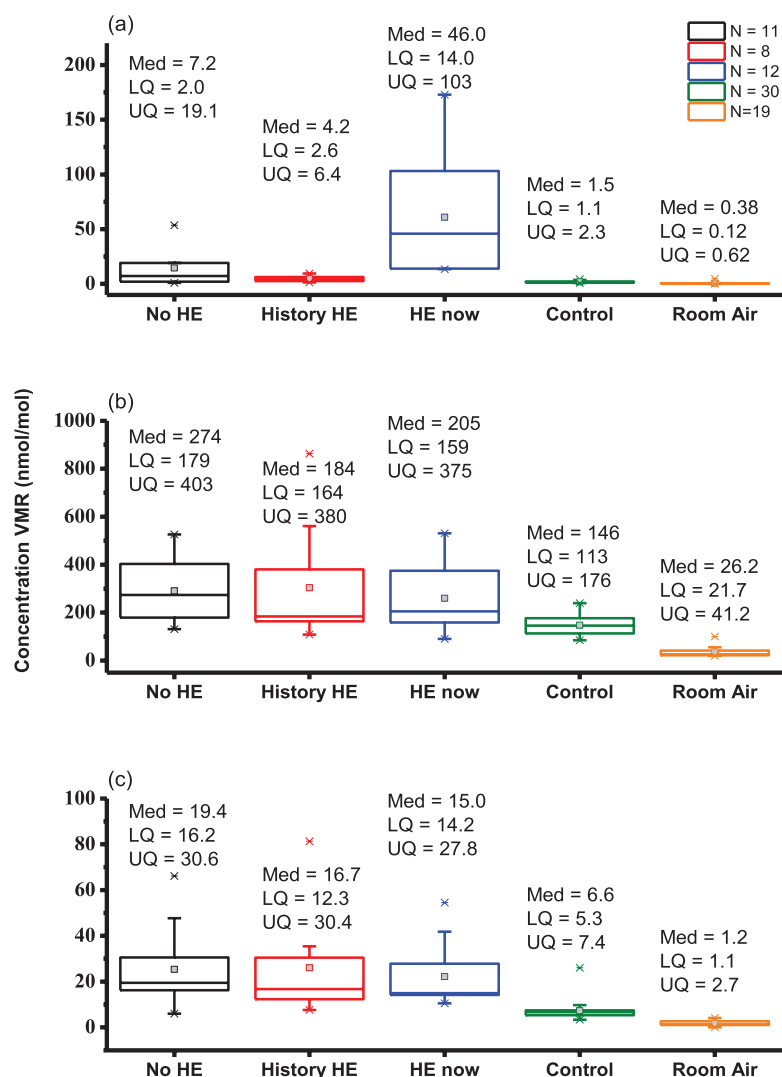 (a)
N = 11
N = 8
N = 12
N = 30
N=19
Med = 7.2
LQ = 2.0
UQ = 19.1
Med = 4.2
LQ = 2.6
UQ = 6.4
Med = 46.0
LQ = 14.0
UQ = 103
Med = 1.5
LQ = 1.1
UQ = 2.3
Med = 0.38
LQ = 0.12
UQ = 0.62
200
150
100
50
0
No HE History HE HE now Control Room Air
Concentration VMR (nmol/mol)
(b)
Med = 274
LQ = 179
UQ = 403
Med = 184
LQ = 164
UQ = 380
Med = 205
LQ = 159
UQ = 375
Med = 146
LQ = 113
UQ = 176
Med = 26.2
LQ = 21.7
UQ = 41.2
1000
800
600
400
200
0
No HE History HE HE now Control Room Air
(c)
Med = 19.4
LQ = 16.2
UQ = 30.6
Med = 16.7
LQ = 12.3
UQ = 30.4
Med = 15.0
LQ = 14.2
UQ = 27.8
Med = 6.6
LQ = 5.3
UQ = 7.4
Med = 1.2
LQ = 1.1
UQ = 2.7
100
80
60
40
20
0
No HE History HE HE now Control Room Air